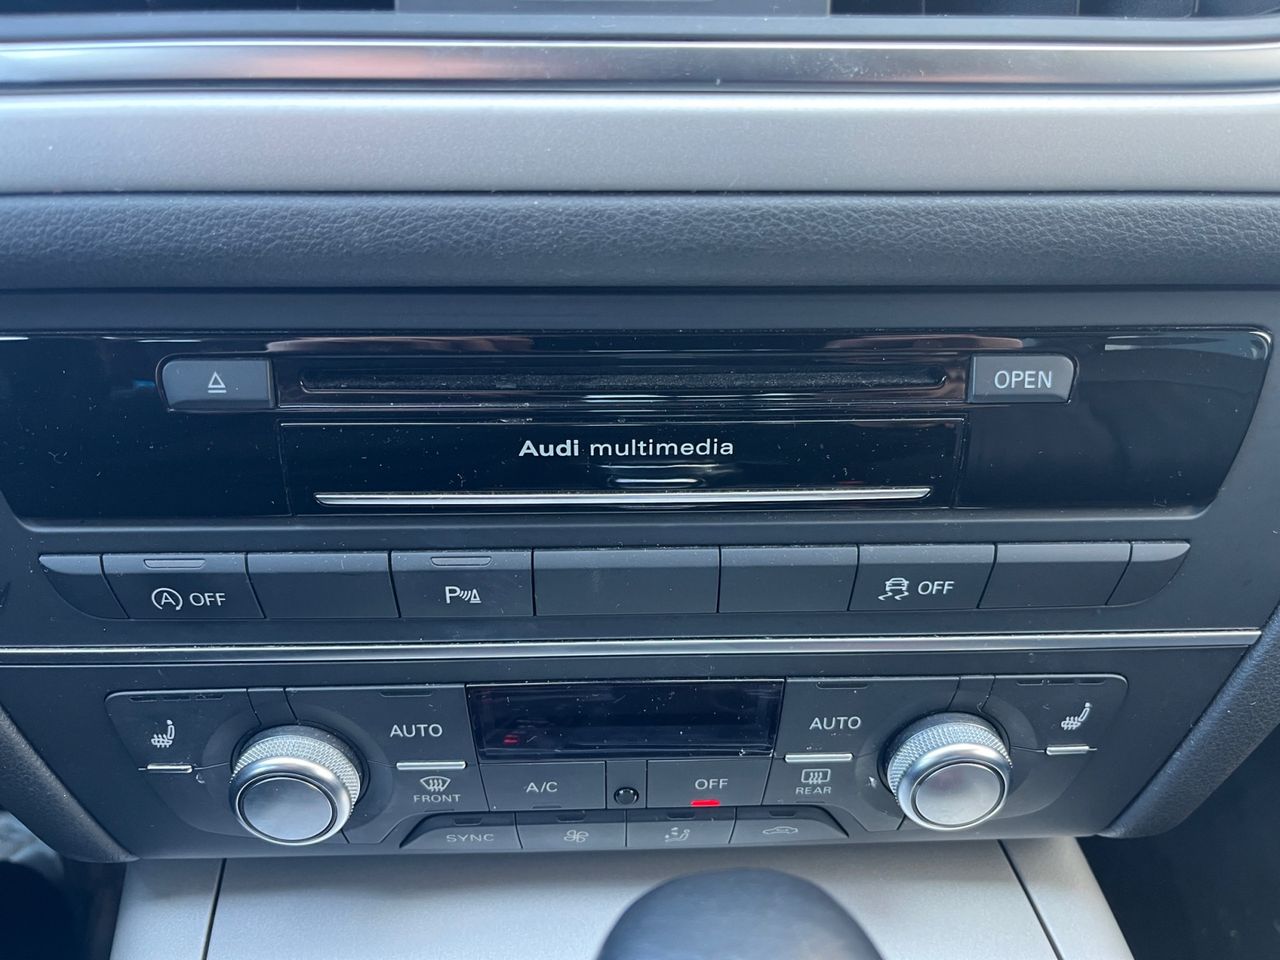 OPEN
Audi multimedia
A OFF
P
OFF
AUTO
AUTO
FRONT
A/C
OFF
REAR
SYNC